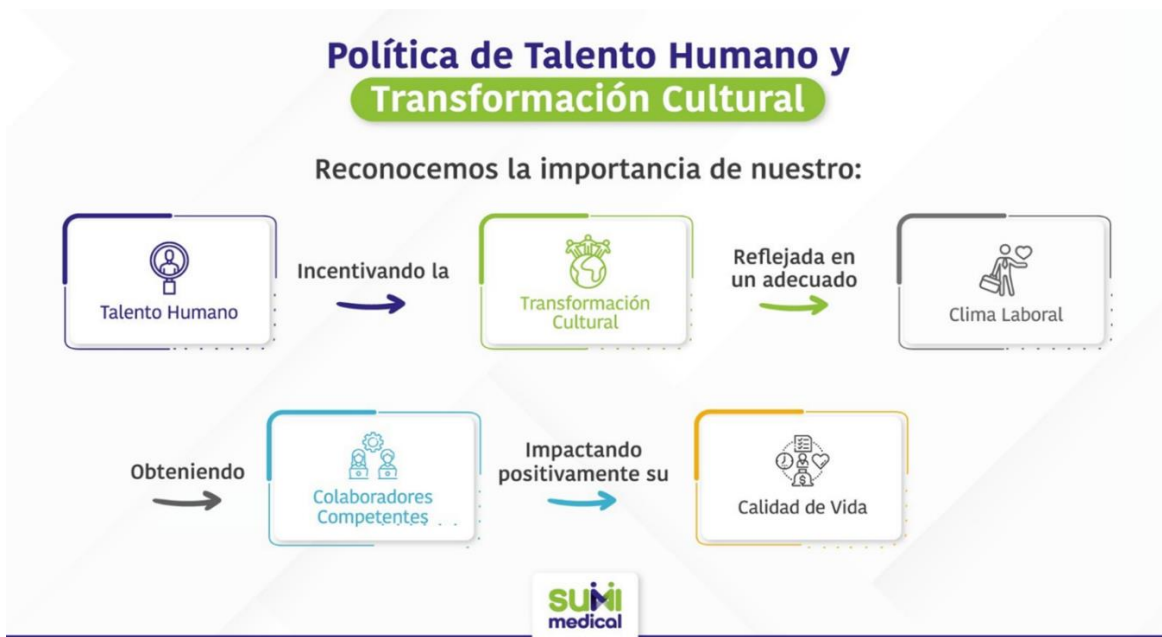 Política de Talento Humano y
Transformación Cultural
Reconocemos la importancia de nuestro:
Talento Humano
Incentivando la
Transformación
Cultural
Reflejada en
un adecuado
Clima Laboral
Obteniendo
Colaboradores
Competentes
Impactando
positivamente su
Calidad de Vida
SUMI
medical